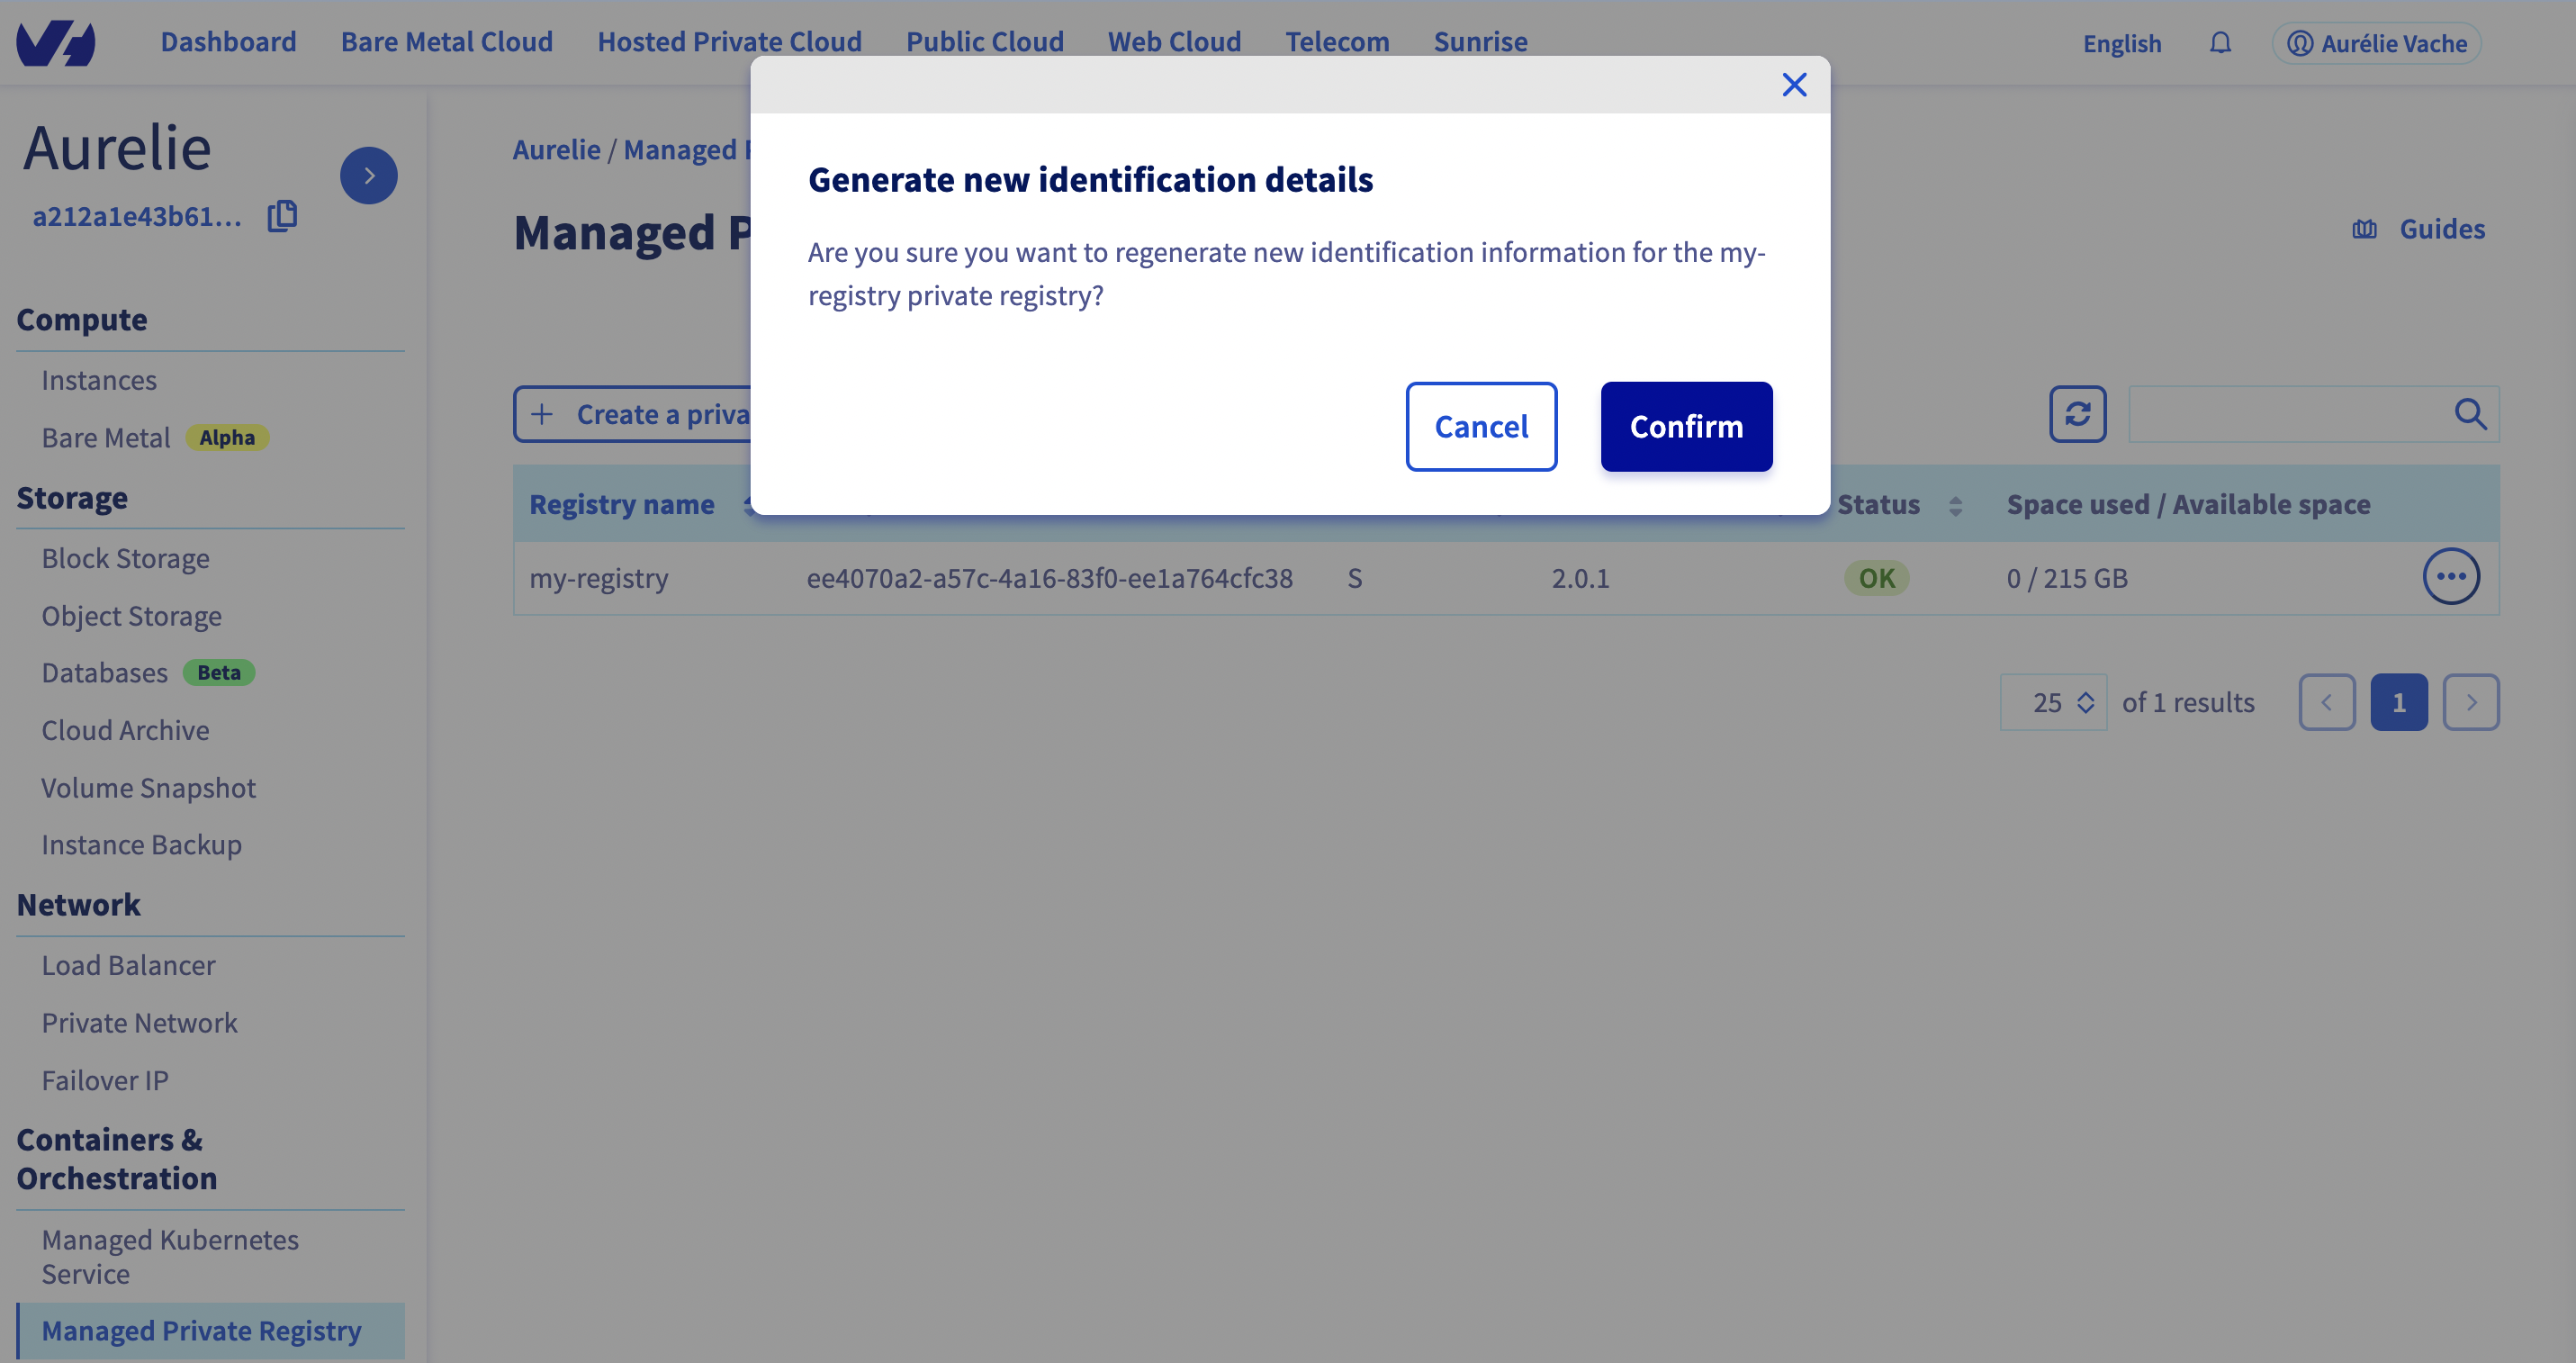 Dashboard Bare Metal Cloud Hosted Private Cloud Public Cloud Web Cloud Telecom Sunrise English Aurélie Vache
Aurelie
a212a1e43b61...
Compute
Instances
Bare Metal Alpha
Storage
Block Storage
Object Storage
Databases Beta
Cloud Archive
Volume Snapshot
Instance Backup
Network
Load Balancer
Private Network
Failover IP
Containers &
Orchestration
Managed Kubernetes
Service
Managed Private Registry
Aurelie / Managed
Managed
Guides
Generate new identification details
Are you sure you want to regenerate new identification information for the my-
registry private registry?
Cancel Confirm
+ Create a
Registry name Status Space used / Available space
my-registry ee4070a2-a57c-4a16-83f0-ee1a764cfc38 S 2.0.1 OK 0 / 215 GB
25 of 1 results 1